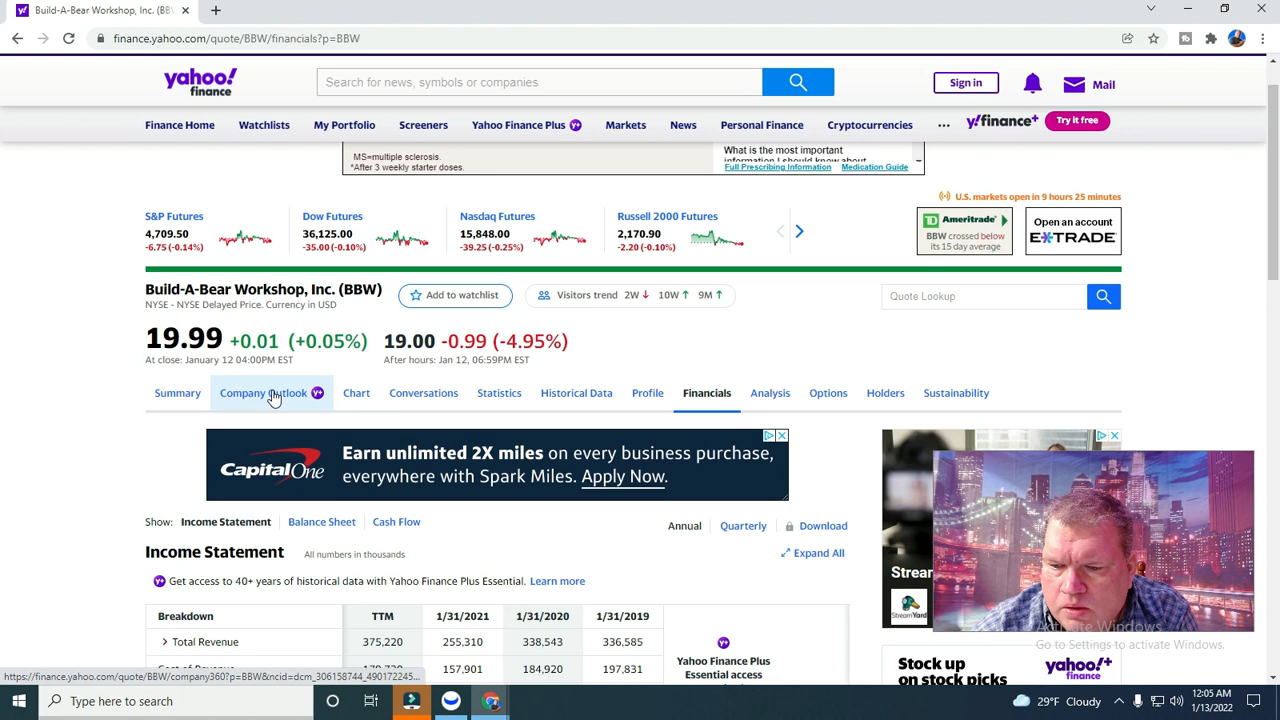 Build-A-Bear Workshop, Inc. (BB
finance.yahoo.com/quote/BBW/financials?p=BBW
yahoo!
finance
Search for news, symbols or companies
Sign in
Mail
Finance Home
Watchlists
My Portfolio
Screeners
Yahoo Finance Plus
Markets
News
Personal Finance
Cryptocurrencies
...
y!finance+
Try it free
MS=multiple sclerosis.
*After 3 weekly starter doses.
What is the most important
information I should know about
Full Prescribing Information
Medication Guide
U.S. markets open in 9 hours 25 minutes
S&P Futures
4,709.50
-6.75 (-0.14%)
Dow Futures
36,125.00
-35.00 (-0.10%)
Nasdaq Futures
15,848.00
-39.25 (-0.25%)
Russell 2000 Futures
2,170.90
-2.20 (-0.10%)
TD Ameritrade
BBW crossed below
its 15 day average
Open an account
E*TRADE
Build-A-Bear Workshop, Inc. (BBW)
NYSE - NYSE Delayed Price. Currency in USD
Add to watchlist
Visitors trend 2W 10W 9M
Quote Lookup
19.99 +0.01 (+0.05%)
At close: January 12 04:00PM EST
19.00 -0.99 (-4.95%)
After hours: Jan 12, 06:59PM EST
Summary
Company Outlook
Chart
Conversations
Statistics
Historical Data
Profile
Financials
Analysis
Options
Holders
Sustainability
Capital One
Earn unlimited 2X miles on every business purchase,
everywhere with Spark Miles. Apply Now.
Show: Income Statement Balance Sheet Cash Flow
Annual Quarterly Download
Income Statement All numbers in thousands
Expand All
Get access to 40+ years of historical data with Yahoo Finance Plus Essential. Learn more
Breakdown TTM 1/31/2021 1/31/2020 1/31/2019
Total Revenue 375,220 255,310 338,543 336,585
157,901 184,920 197,831
Yahoo Finance Plus
Essential access
Strea
StreamYard
Stock up
on stock picks
yahoo!+
finance
Activate Windows
Go to Settings to activate Windows.
https://finance.yahoo.com/quote/BBW/company360?p=BBW&ncid=dcm_306158746_490172245...
Type here to search
29°F Cloudy
12:05 AM
1/13/2022